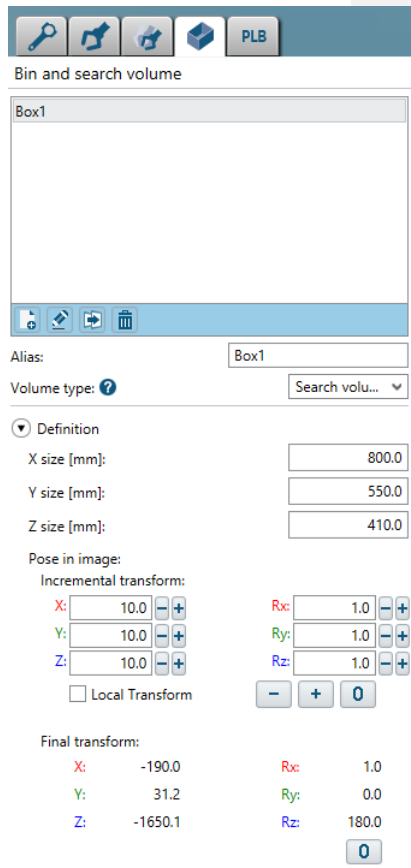 PLB
Bin and search volume
Box1
Alias: Box1
Volume type: ? Search volu...
Definition
X size [mm]: 800.0
Y size [mm]: 550.0
Z size [mm]: 410.0
Pose in image:
Incremental transform:
X: 10.0 - + Rx: 1.0 - +
Y: 10.0 - + Ry: 1.0 - +
Z: 10.0 - + Rz: 1.0 - +
Local Transform - + 0
Final transform:
X: -190.0 Rx: 1.0
Y: 31.2 Ry: 0.0
Z: -1650.1 Rz: 180.0
0